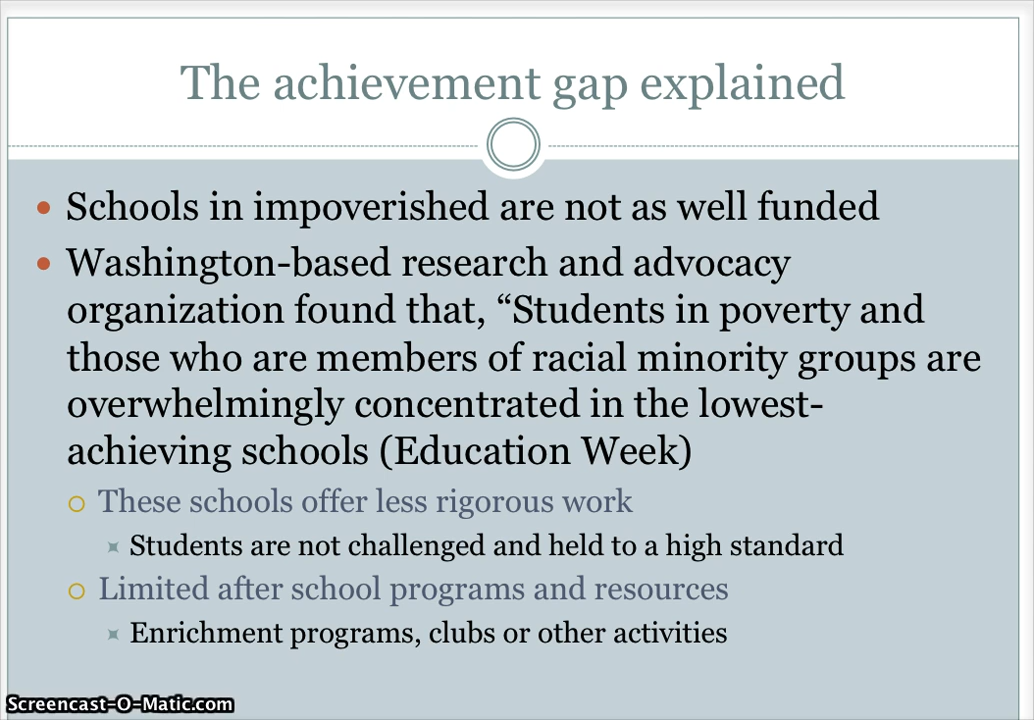 The achievement gap explained
Schools in impoverished are not as well funded
Washington-based research and advocacy
organization found that, “Students in poverty and
those who are members of racial minority groups are
overwhelmingly concentrated in the lowest-
achieving schools (Education Week)
These schools offer less rigorous work
Students are not challenged and held to a high standard
Limited after school programs and resources
Enrichment programs, clubs or other activities
Screencast-O-Matic.com